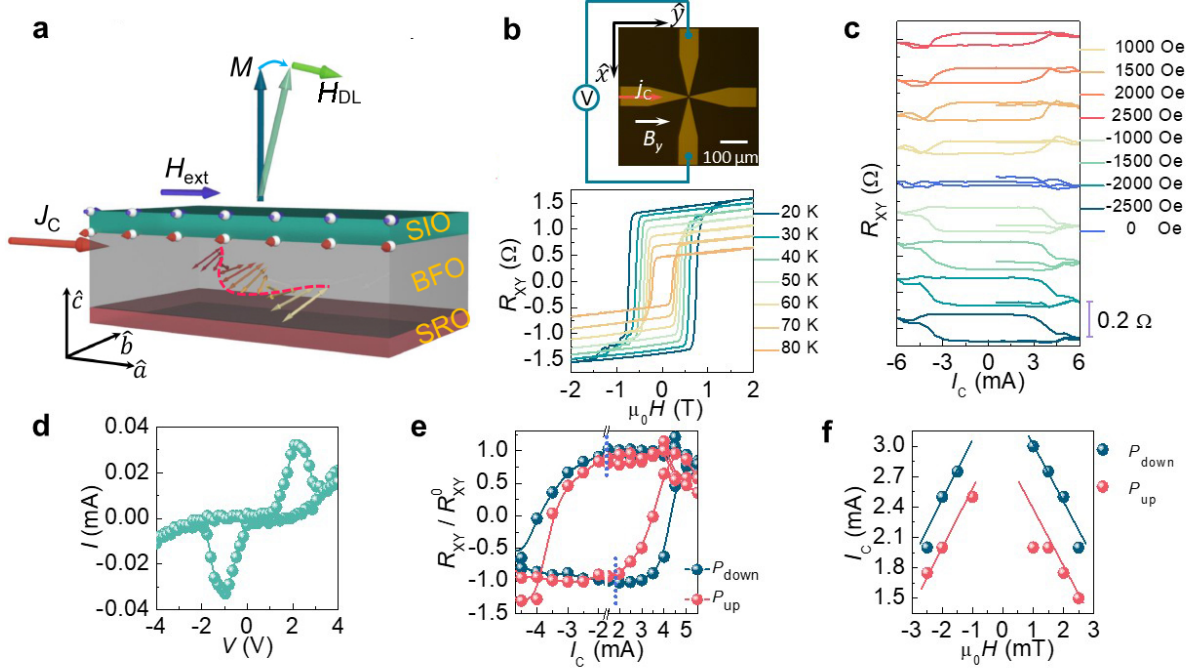 a
M
H_DL
H_ext
J_C
SIO
BFO
SRO
ĉ
b̂
â
b
ŷ
x̂
V
j_C
B_y
100 μm
R_XY (Ω)
1.5
1.0
0.5
0.0
-0.5
-1.0
-1.5
-2 -1 0 1 2
μ₀H (T)
20 K
30 K
40 K
50 K
60 K
70 K
80 K
c
R_XY (Ω)
-6 -3 0 3 6
I_C (mA)
1000 Oe
1500 Oe
2000 Oe
2500 Oe
-1000 Oe
-1500 Oe
-2000 Oe
-2500 Oe
0 Oe
0.2 Ω
d
I (mA)
0.04
0.02
0.00
-0.02
-0.04
-4 -2 0 2 4
V (V)
e
R_XY / R⁰_XY
1.0
0.5
0.0
-0.5
-1.0
-1.5
-4 -3 -2 2 3 4 5
I_C (mA)
P_down
P_up
f
I_C (mA)
3.0
2.7
2.4
2.1
1.8
1.5
-3 -2 -1 0 1 2 3
μ₀H (mT)
P_down
P_up